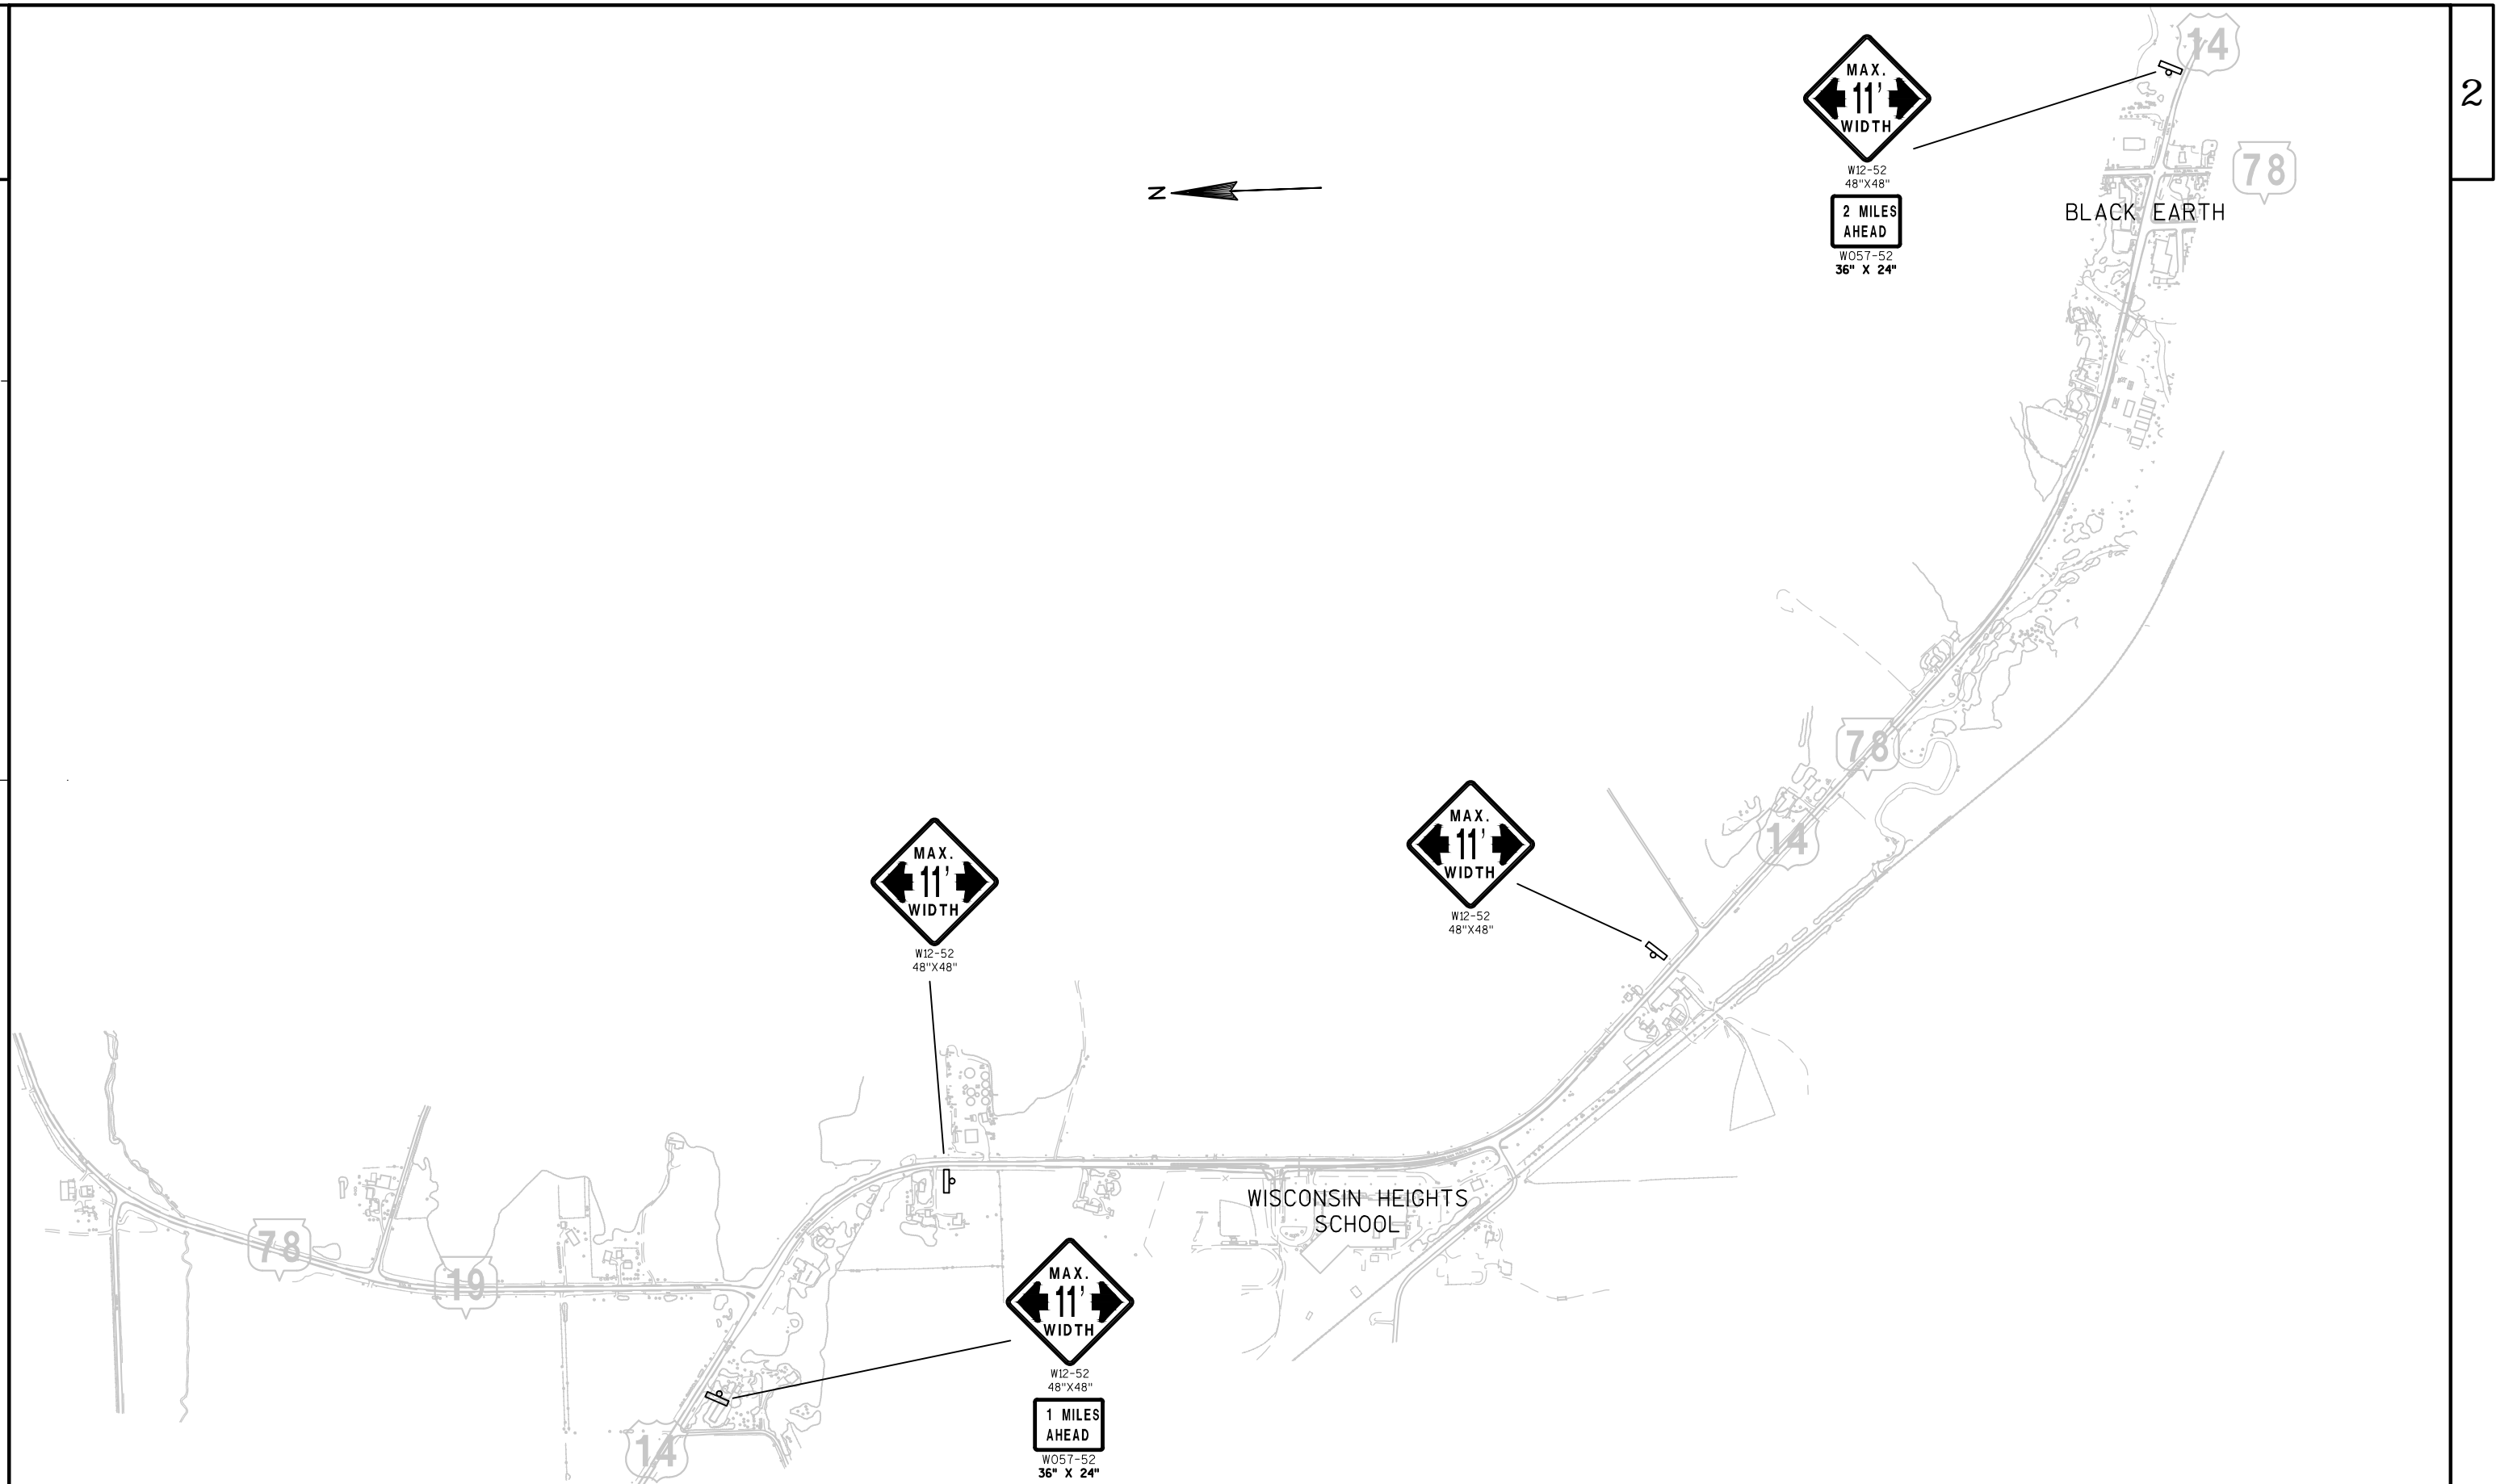 14
2
MAX.
11'
WIDTH
W12-52
48"X48"
2 MILES
AHEAD
WO57-52
36" X 24"
78
BLACK EARTH
N
78
14
MAX.
11'
WIDTH
W12-52
48"X48"
MAX.
11'
WIDTH
W12-52
48"X48"
WISCONSIN HEIGHTS
SCHOOL
78
19
MAX.
11'
WIDTH
W12-52
48"X48"
1 MILES
AHEAD
WO57-52
36" X 24"
14